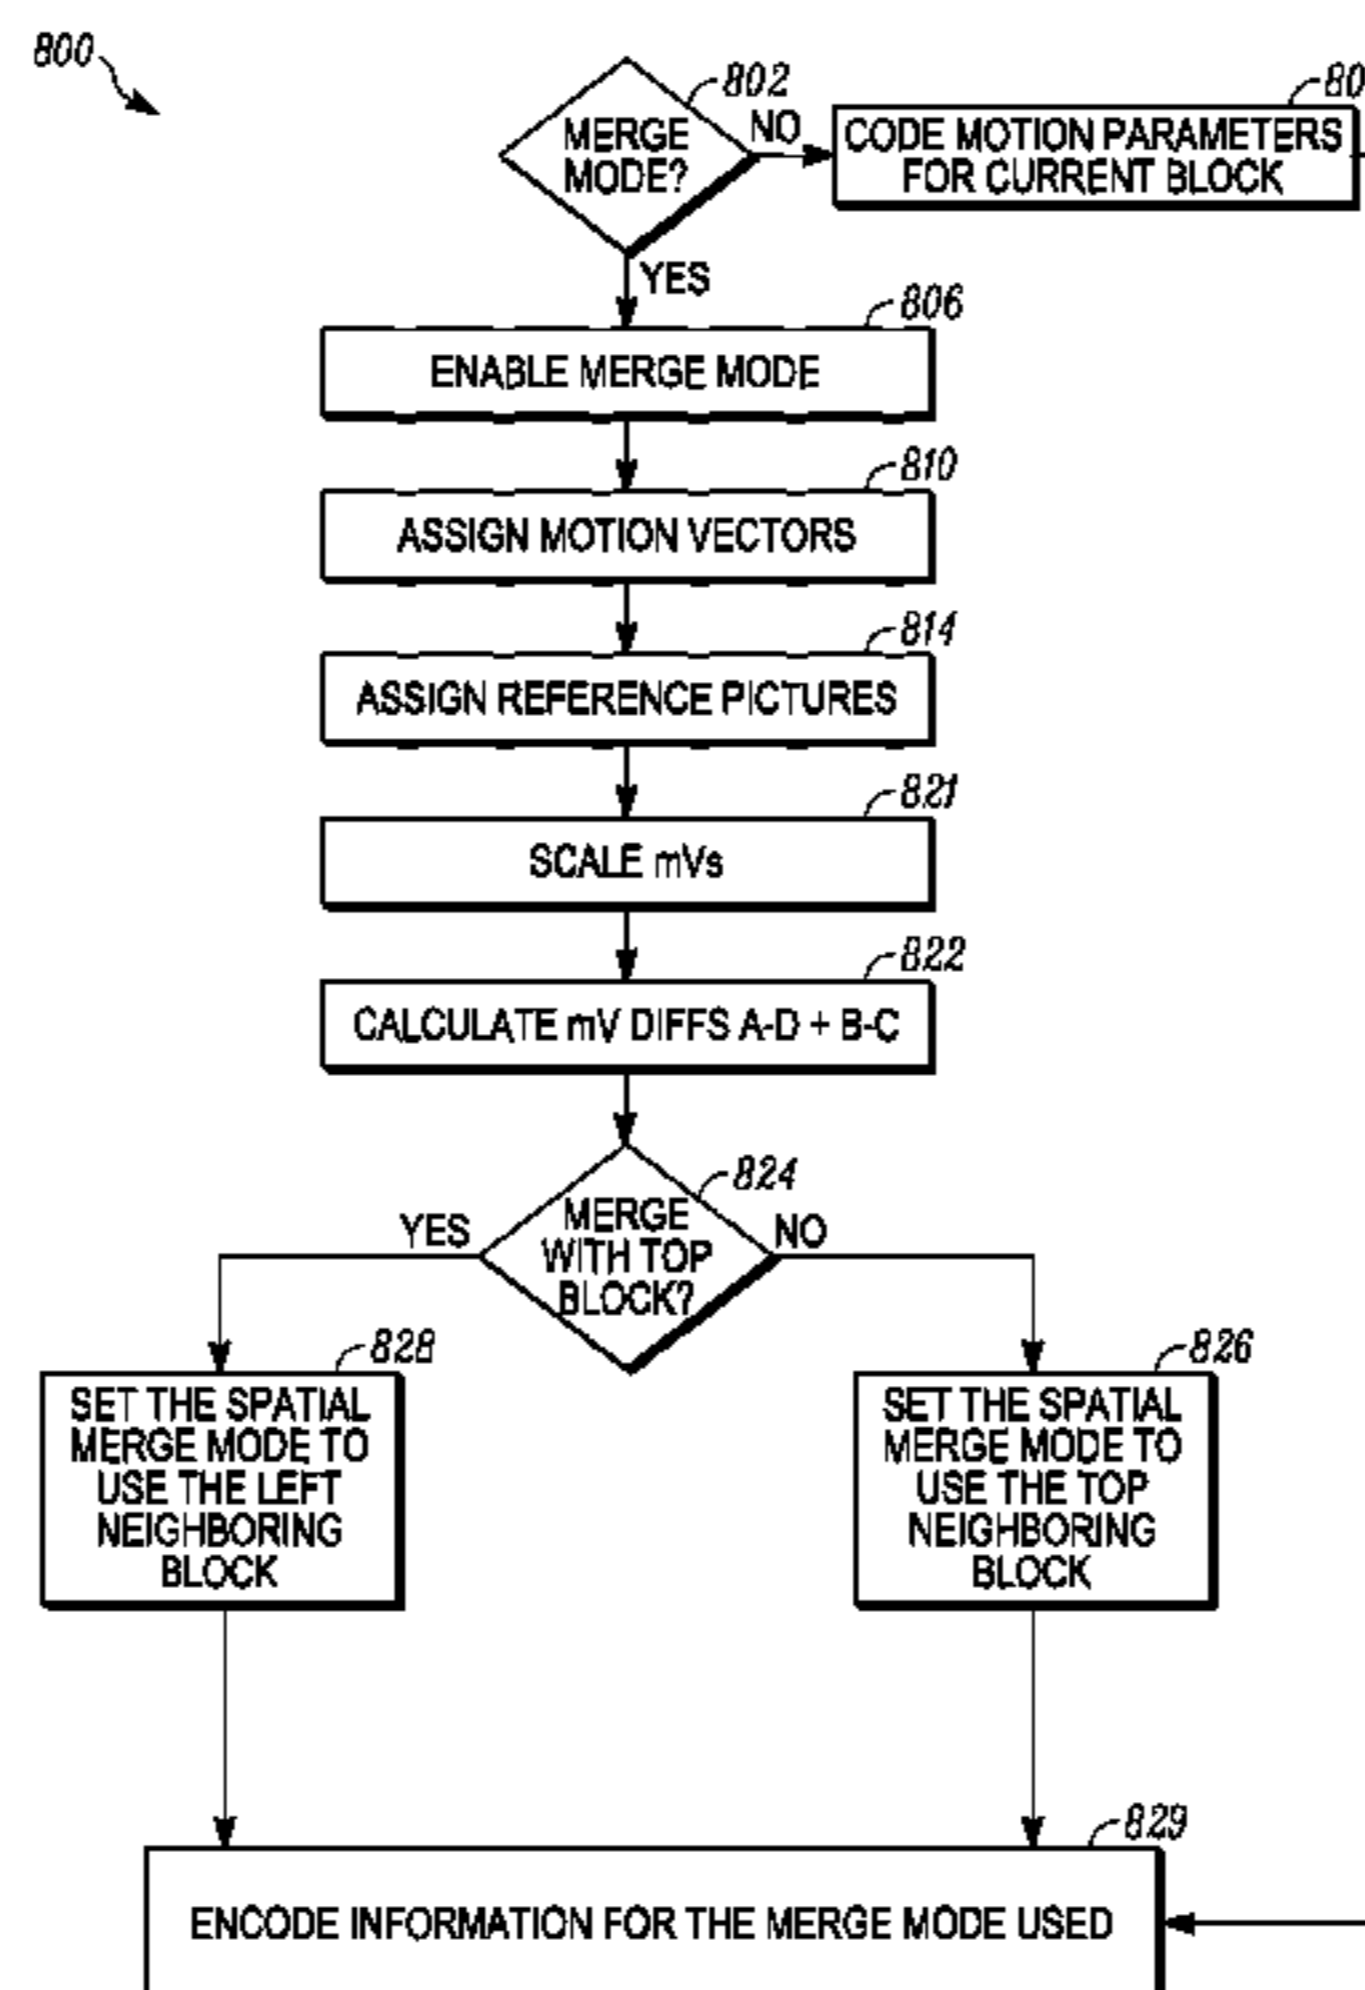 800
802
MERGE
MODE?
NO
YES
CODE MOTION PARAMETERS
FOR CURRENT BLOCK
806
ENABLE MERGE MODE
810
ASSIGN MOTION VECTORS
814
ASSIGN REFERENCE PICTURES
821
SCALE mVs
822
CALCULATE mV DIFFS A-D + B-C
824
MERGE
WITH TOP
BLOCK?
YES
NO
828
SET THE SPATIAL
MERGE MODE TO
USE THE LEFT
NEIGHBORING
BLOCK
826
SET THE SPATIAL
MERGE MODE TO
USE THE TOP
NEIGHBORING
BLOCK
829
ENCODE INFORMATION FOR THE MERGE MODE USED